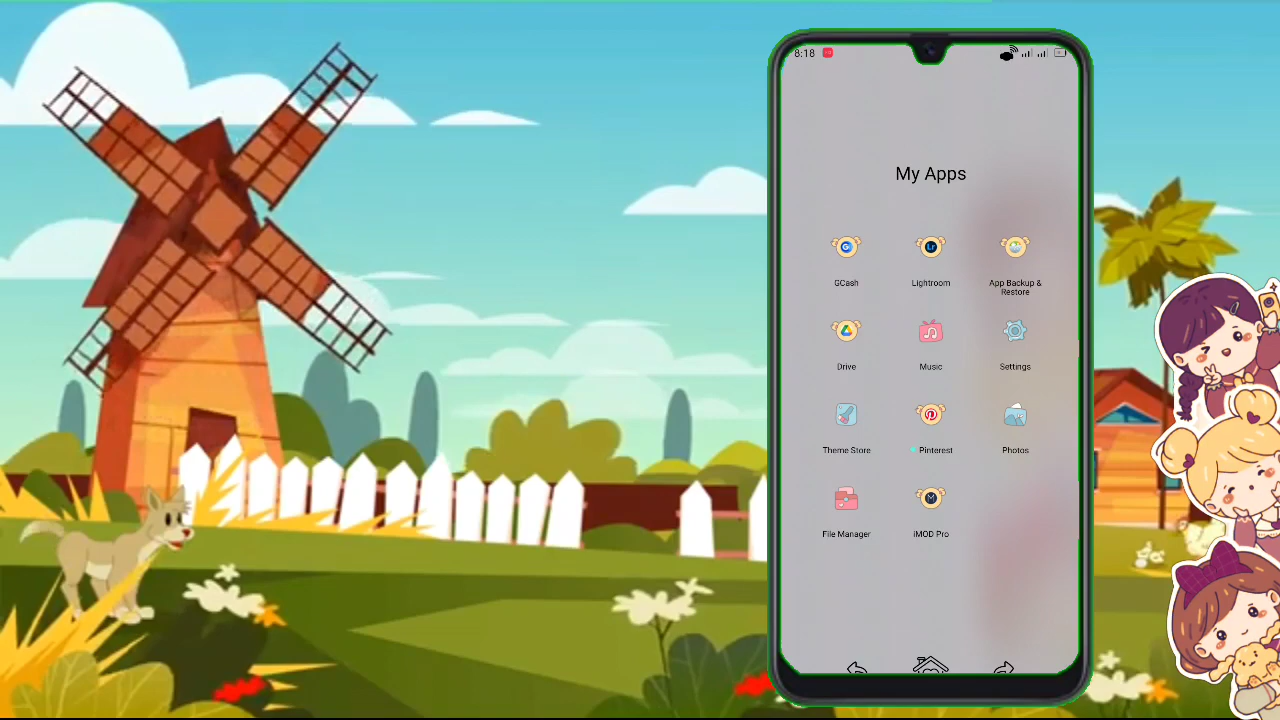 8:18
My Apps
GCash
Lightroom
App Backup &
Restore
Drive
Music
Settings
Theme Store
Pinterest
Photos
File Manager
iMOD Pro
G
Lr
M